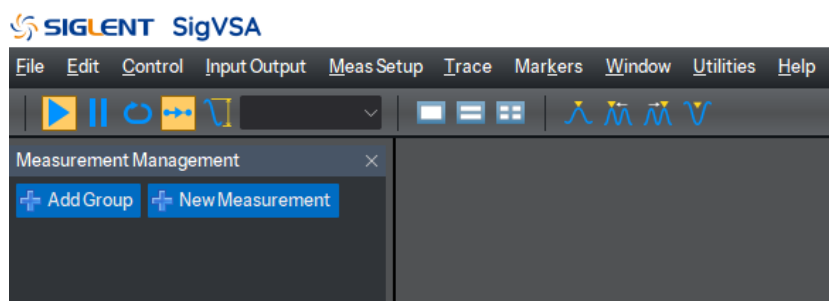 SIGLENT SigVSA
File Edit Control Input Output Meas Setup Trace Markers Window Utilities Help
Measurement Management
Add Group New Measurement